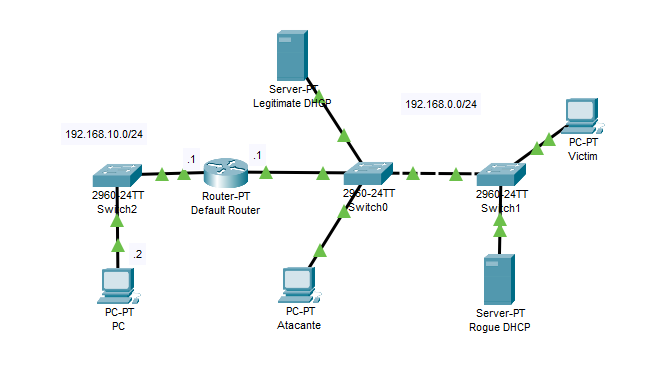 Server-PT
Legitimate DHCP
192.168.0.0/24
192.168.10.0/24
PC-PT
Victim
.1
.1
2960-24TT
Switch2
Router-PT
Default Router
2960-24TT
Switch0
2960-24TT
Switch1
.2
PC-PT
PC
PC-PT
Atacante
Server-PT
Rogue DHCP